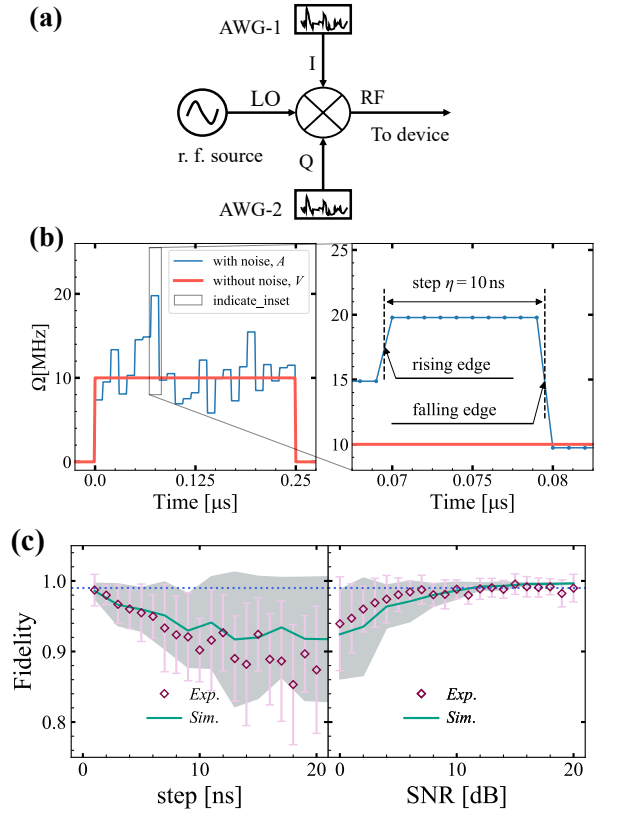 (a)
AWG-1
I
LO
RF
To device
r. f. source
Q
AWG-2
(b)
with noise, A
without noise, V
indicate_inset
Ω[MHz]
20
10
0
0.0
0.125
0.25
Time [μs]
25
20
15
10
step η = 10 ns
rising edge
falling edge
0.07
0.075
0.08
Time [μs]
(c)
Fidelity
1.0
0.9
0.8
Exp.
Sim.
0
10
20
step [ns]
Exp.
Sim.
0
10
20
SNR [dB]